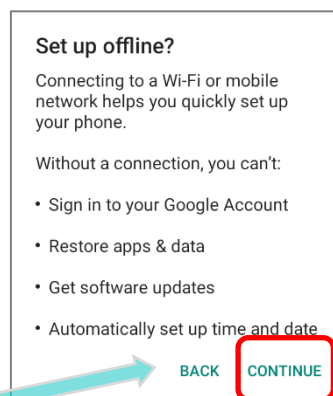 Set up offline?
Connecting to a Wi-Fi or mobile
network helps you quickly set up
your phone.
Without a connection, you can't:
• Sign in to your Google Account
• Restore apps & data
• Get software updates
• Automatically set up time and date
BACK CONTINUE